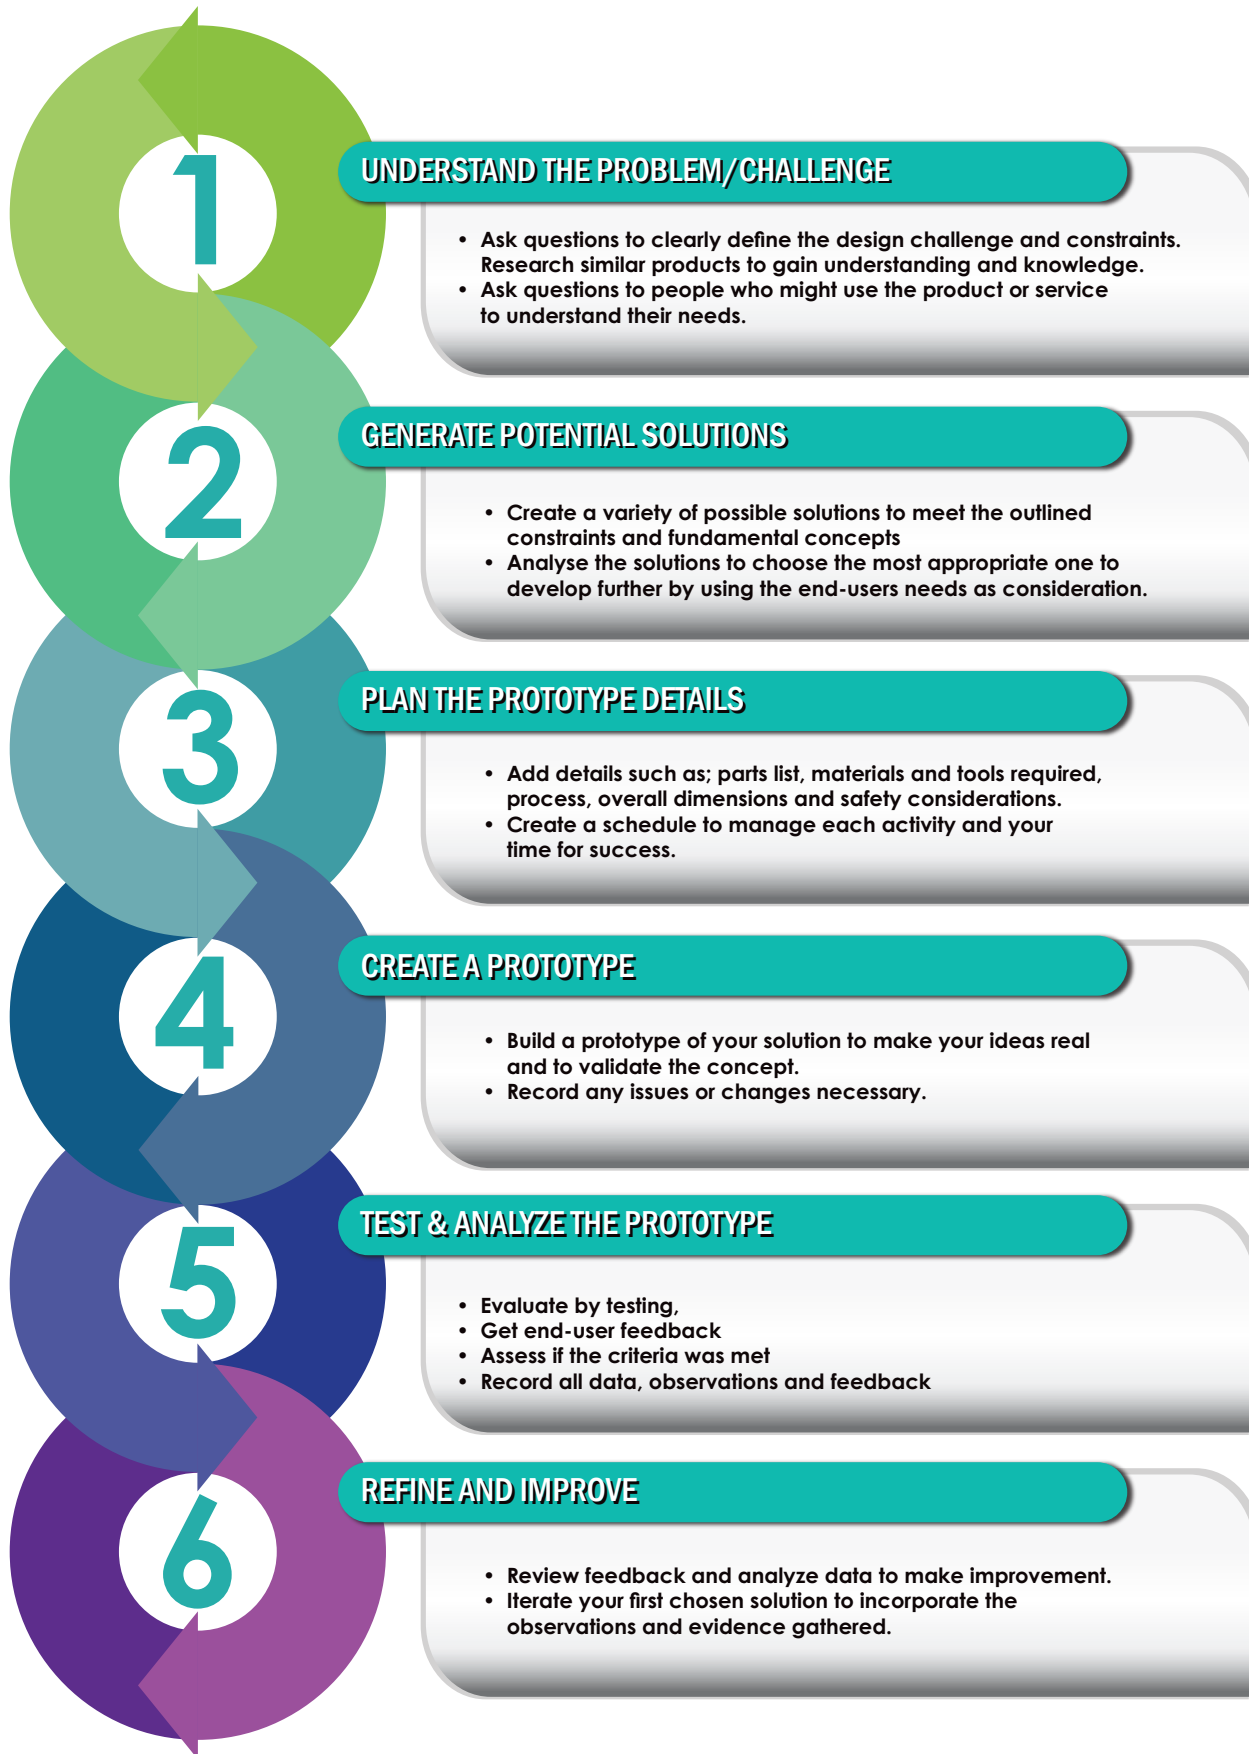 1
UNDERSTAND THE PROBLEM/CHALLENGE
• Ask questions to clearly define the design challenge and constraints.
Research similar products to gain understanding and knowledge.
• Ask questions to people who might use the product or service
to understand their needs.
2
GENERATE POTENTIAL SOLUTIONS
• Create a variety of possible solutions to meet the outlined
constraints and fundamental concepts
• Analyse the solutions to choose the most appropriate one to
develop further by using the end-users needs as consideration.
3
PLAN THE PROTOTYPE DETAILS
• Add details such as; parts list, materials and tools required,
process, overall dimensions and safety considerations.
• Create a schedule to manage each activity and your
time for success.
4
CREATE A PROTOTYPE
• Build a prototype of your solution to make your ideas real
and to validate the concept.
• Record any issues or changes necessary.
5
TEST & ANALYZE THE PROTOTYPE
• Evaluate by testing,
• Get end-user feedback
• Assess if the criteria was met
• Record all data, observations and feedback
6
REFINE AND IMPROVE
• Review feedback and analyze data to make improvement.
• Iterate your first chosen solution to incorporate the
observations and evidence gathered.